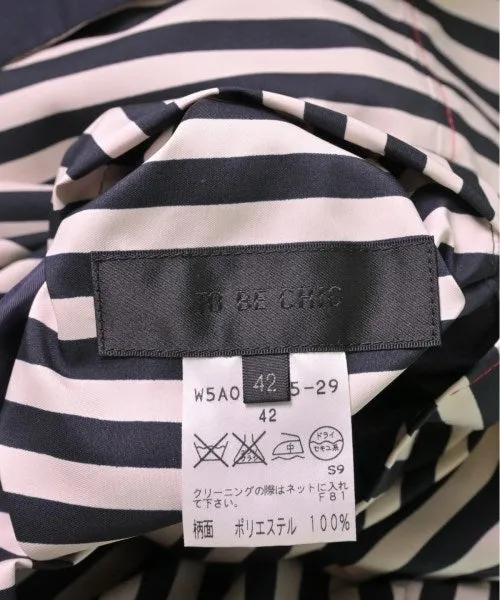 TO BE CHIC
42
W5A0 5-29
42
ドライ
セキユ系
S9
クリーニングの際はネットに入れ
て下さい。 F81
柄面 ポリエステル 100%